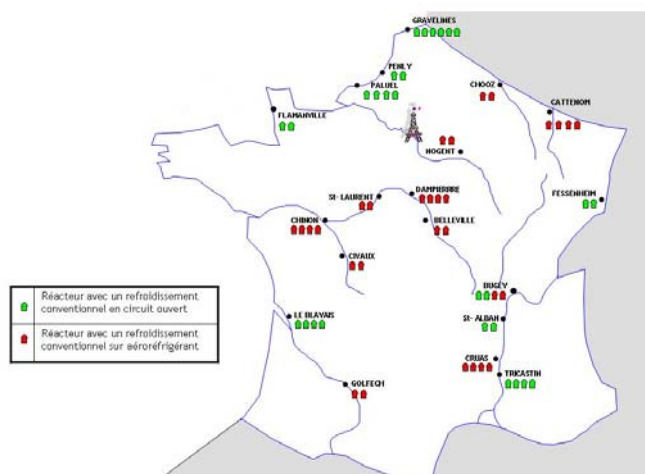 GRAVELINES
PENLY
PALUEL
CHOOZ
CATTENOM
FLAMANVILLE
NOGENT
FESSENHEIM
DAMPIERRRE
St- LAURENT
CHINON
BELLEVILLE
CIVAUX
BUGEY
LE BLAYAIS
St- ALBAN
CRUAS
TRICASTIN
GOLFECH
Réacteur avec un refroidissement
conventionnel en circuit ouvert
Réacteur avec un refroidissement
conventionnel sur aéroréfrigérant